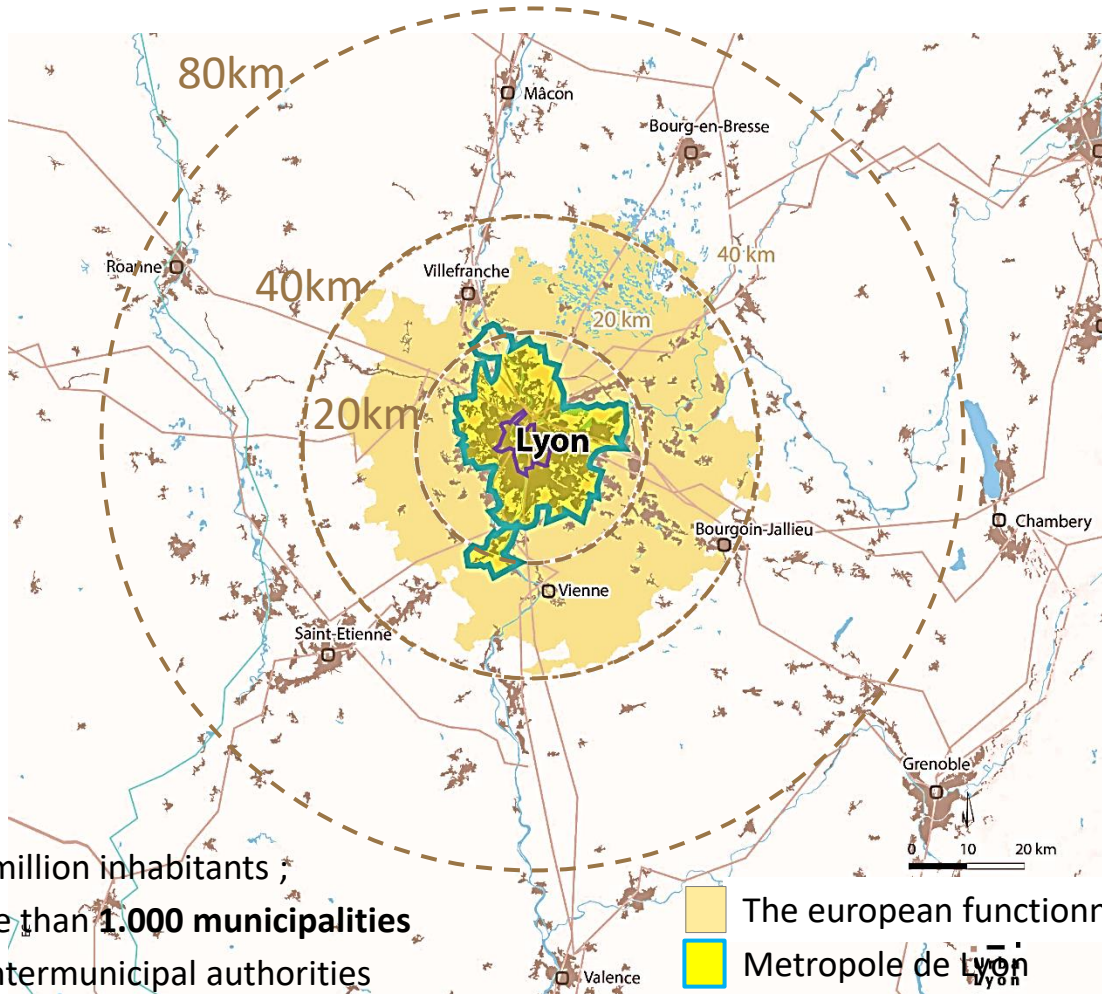 80km
Mâcon
Bourg-en-Bresse
40 km
Roanne
Villefranche
40km
20 km
20km
Lyon
Chambery
Bourgoin-Jallieu
Vienne
Saint-Etienne
Grenoble
0 10 20 km
million inhabitants ;
e than 1.000 municipalities
ntermunicipal authorities
The european functionn
Metropole de Lyon
Lyon
Valence